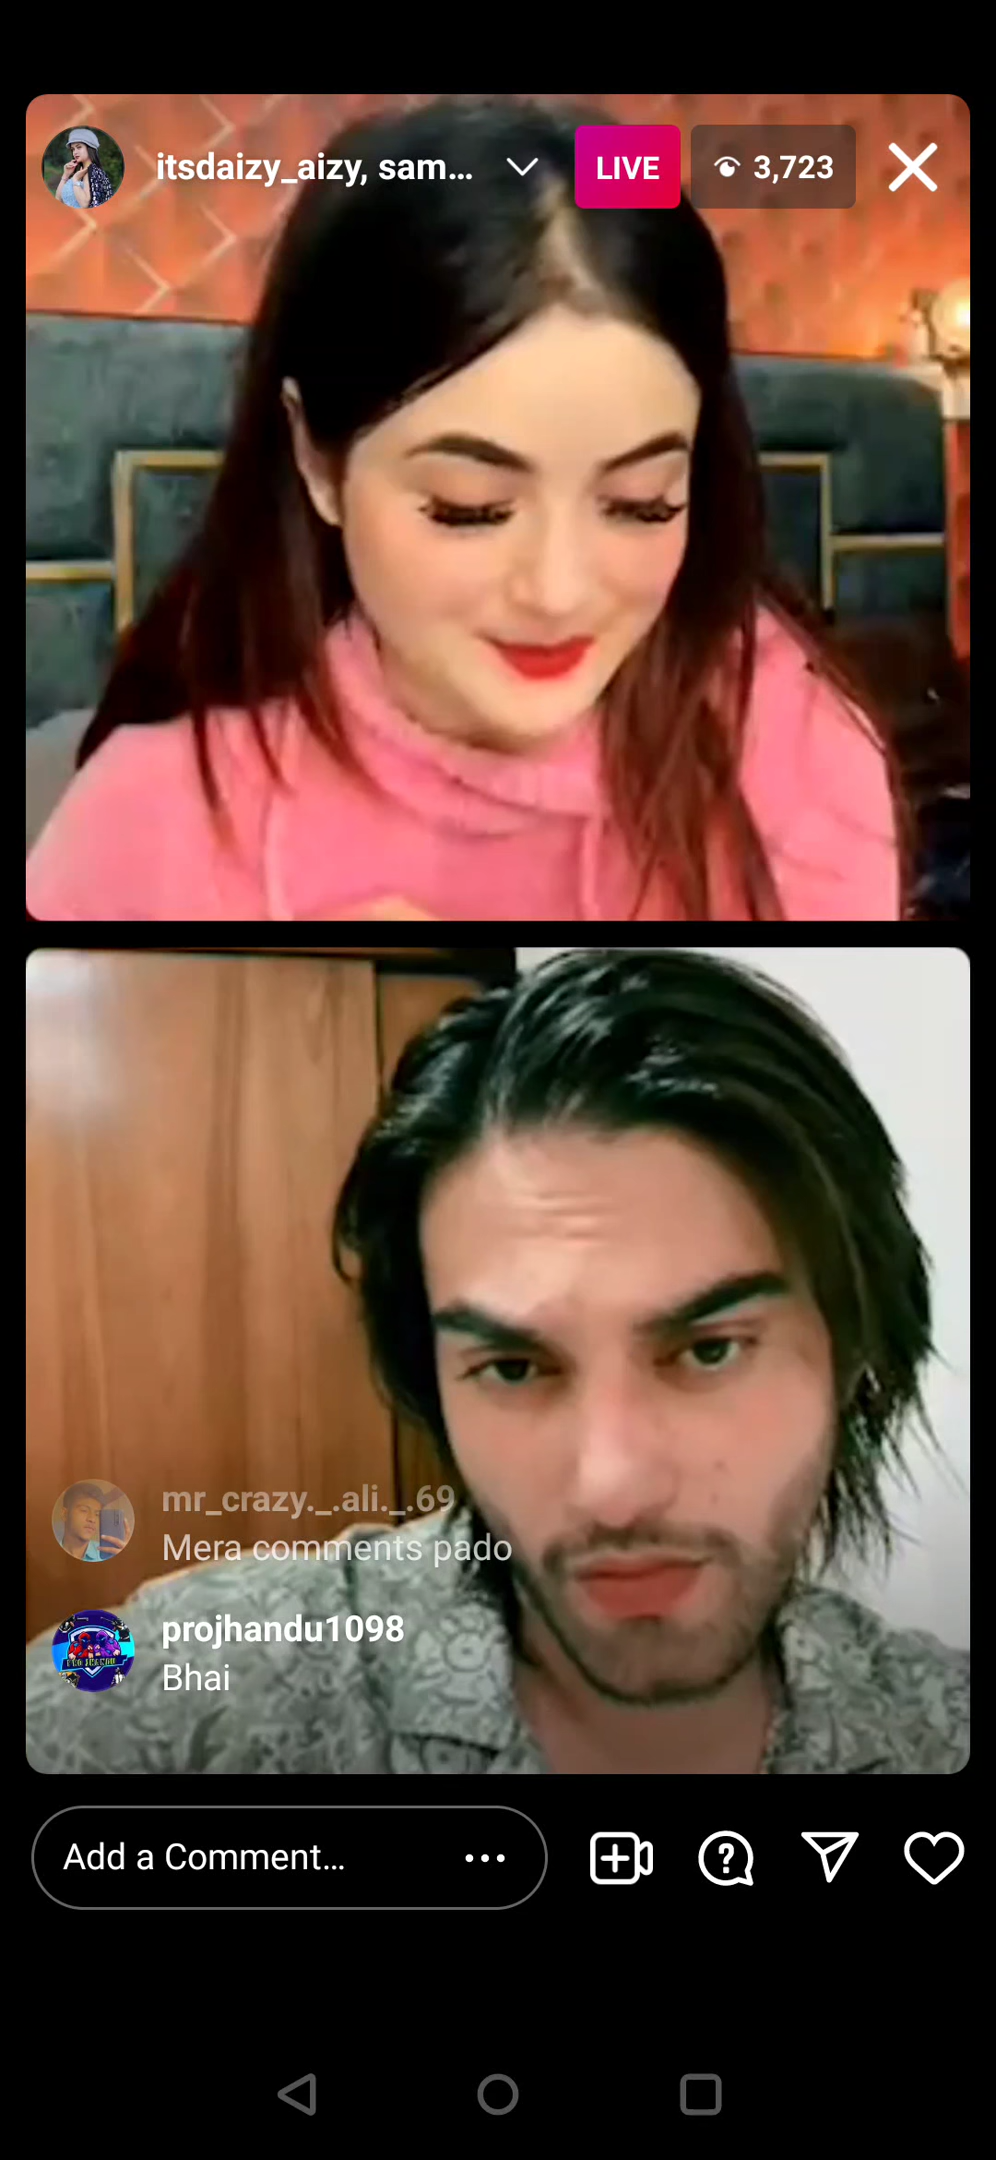 itsdaizy_aizy, sam... LIVE 3,723
mr_crazy._.ali._.69
Mera comments pado
projhandu1098
Bhai
Add a Comment...